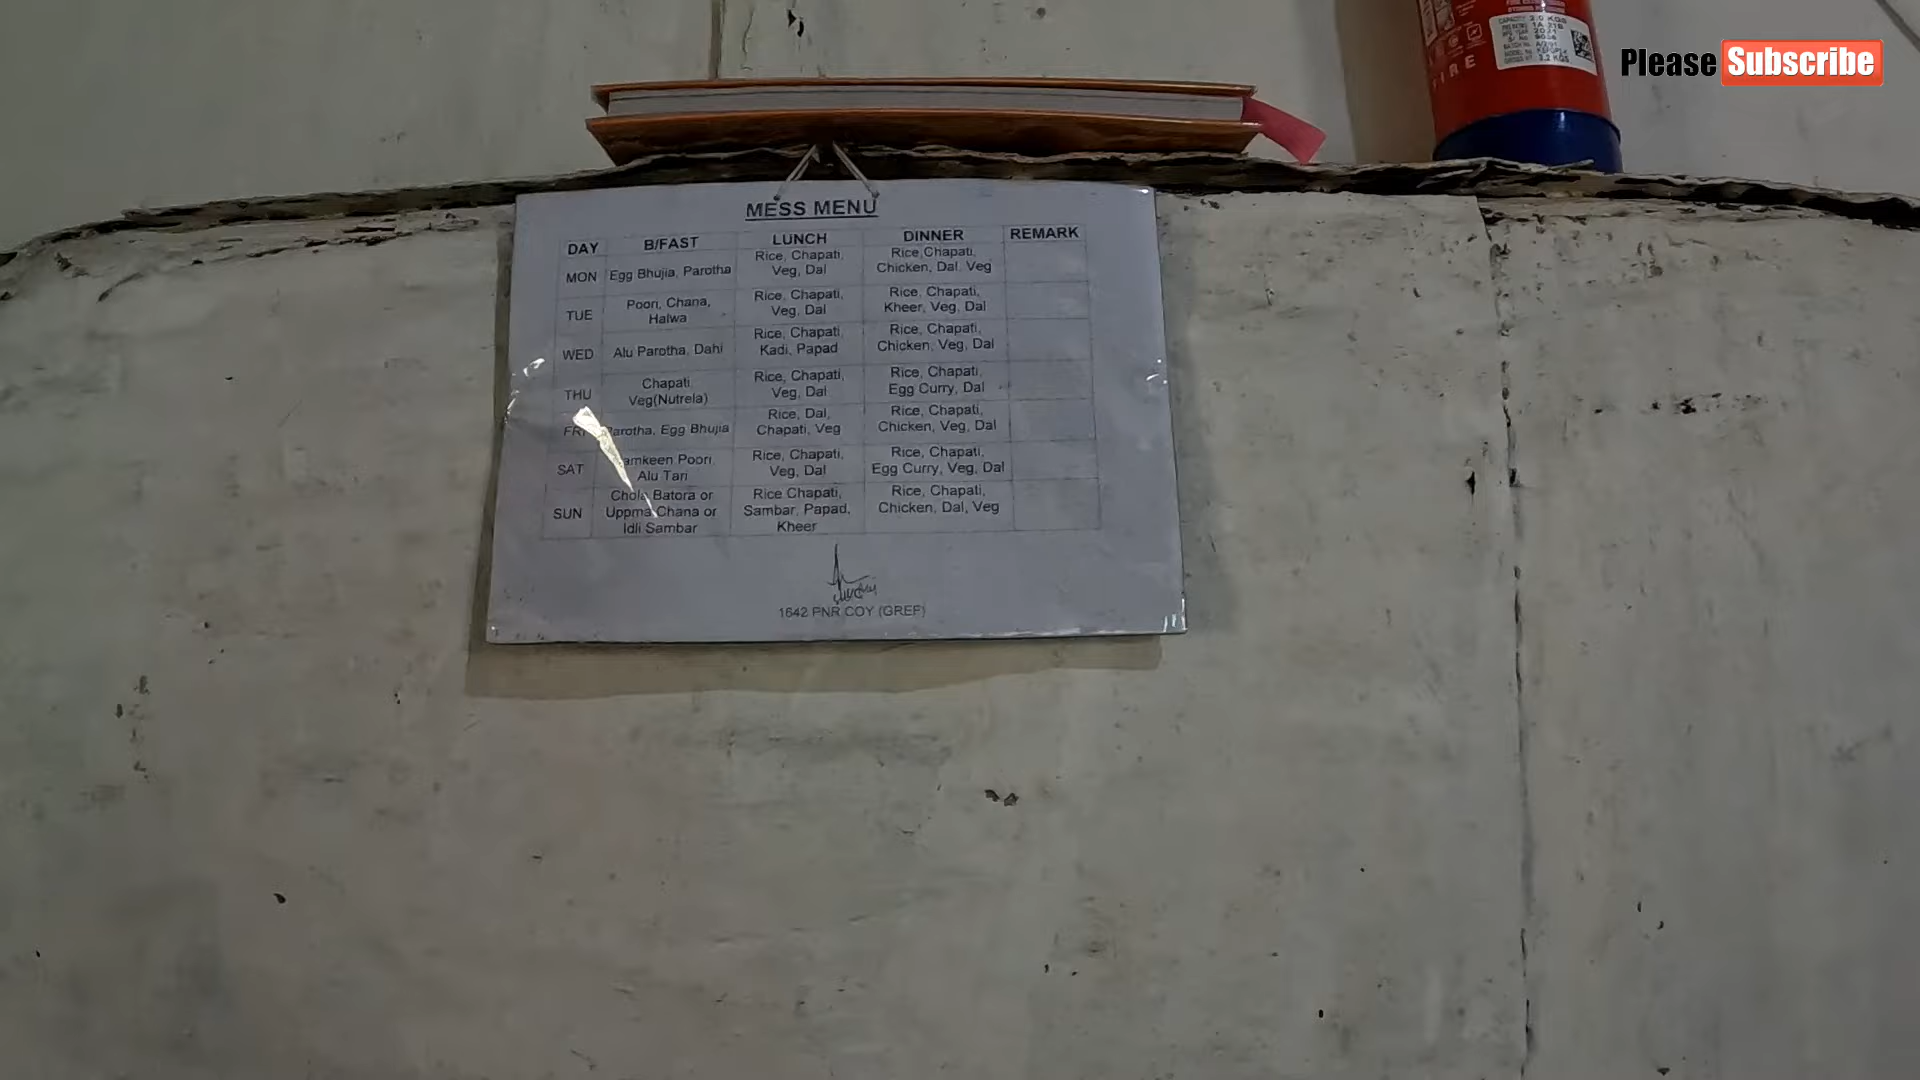 Please Subscribe
FIRE
MESS MENU
DAY B/FAST LUNCH DINNER REMARK
MON Egg Bhujia, Parotha Rice, Chapati, Veg, Dal Rice,Chapati, Chicken, Dal, Veg
TUE Poori, Chana, Halwa Rice, Chapati, Veg, Dal Rice, Chapati, Kheer, Veg, Dal
WED Alu Parotha, Dahi Rice, Chapati, Kadi, Papad Rice, Chapati, Chicken, Veg, Dal
THU Chapati Veg(Nutrela) Rice, Chapati, Veg, Dal Rice, Chapati, Egg Curry, Dal
FRI Parotha, Egg Bhujia Rice, Dal, Chapati, Veg Rice, Chapati, Chicken, Veg, Dal
SAT Namkeen Poori, Alu Tari Rice, Chapati, Veg, Dal Rice, Chapati, Egg Curry, Veg, Dal
SUN Chola Batora or Uppma Chana or Idli Sambar Rice Chapati, Sambar, Papad, Kheer Rice, Chapati, Chicken, Dal, Veg
1642 PNR COY (GREF)